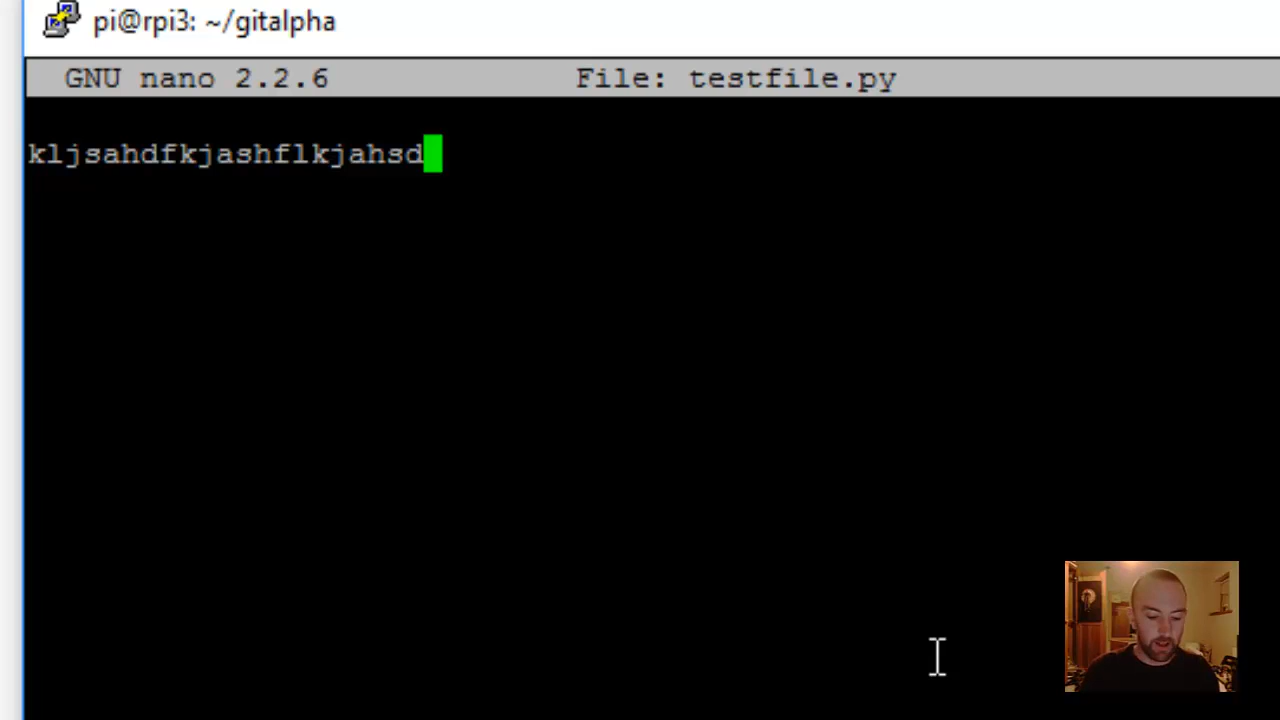 pi@rpi3: ~/gitalpha
GNU nano 2.2.6 File: testfile.py
kljsahdfkjashflkjahsd